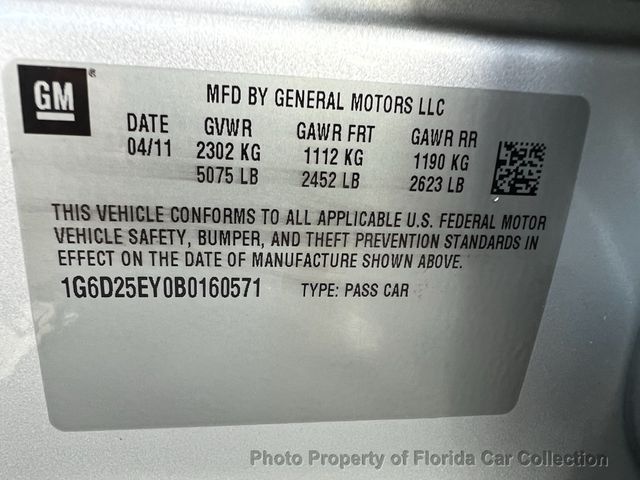 GM®
MFD BY GENERAL MOTORS LLC
DATE GVWR GAWR FRT GAWR RR
04/11 2302 KG 1112 KG 1190 KG
5075 LB 2452 LB 2623 LB
THIS VEHICLE CONFORMS TO ALL APPLICABLE U.S. FEDERAL MOTOR
VEHICLE SAFETY, BUMPER, AND THEFT PREVENTION STANDARDS IN
EFFECT ON THE DATE OF MANUFACTURE SHOWN ABOVE.
1G6D25EY0B0160571 TYPE: PASS CAR
Photo Property of Florida Car Collection